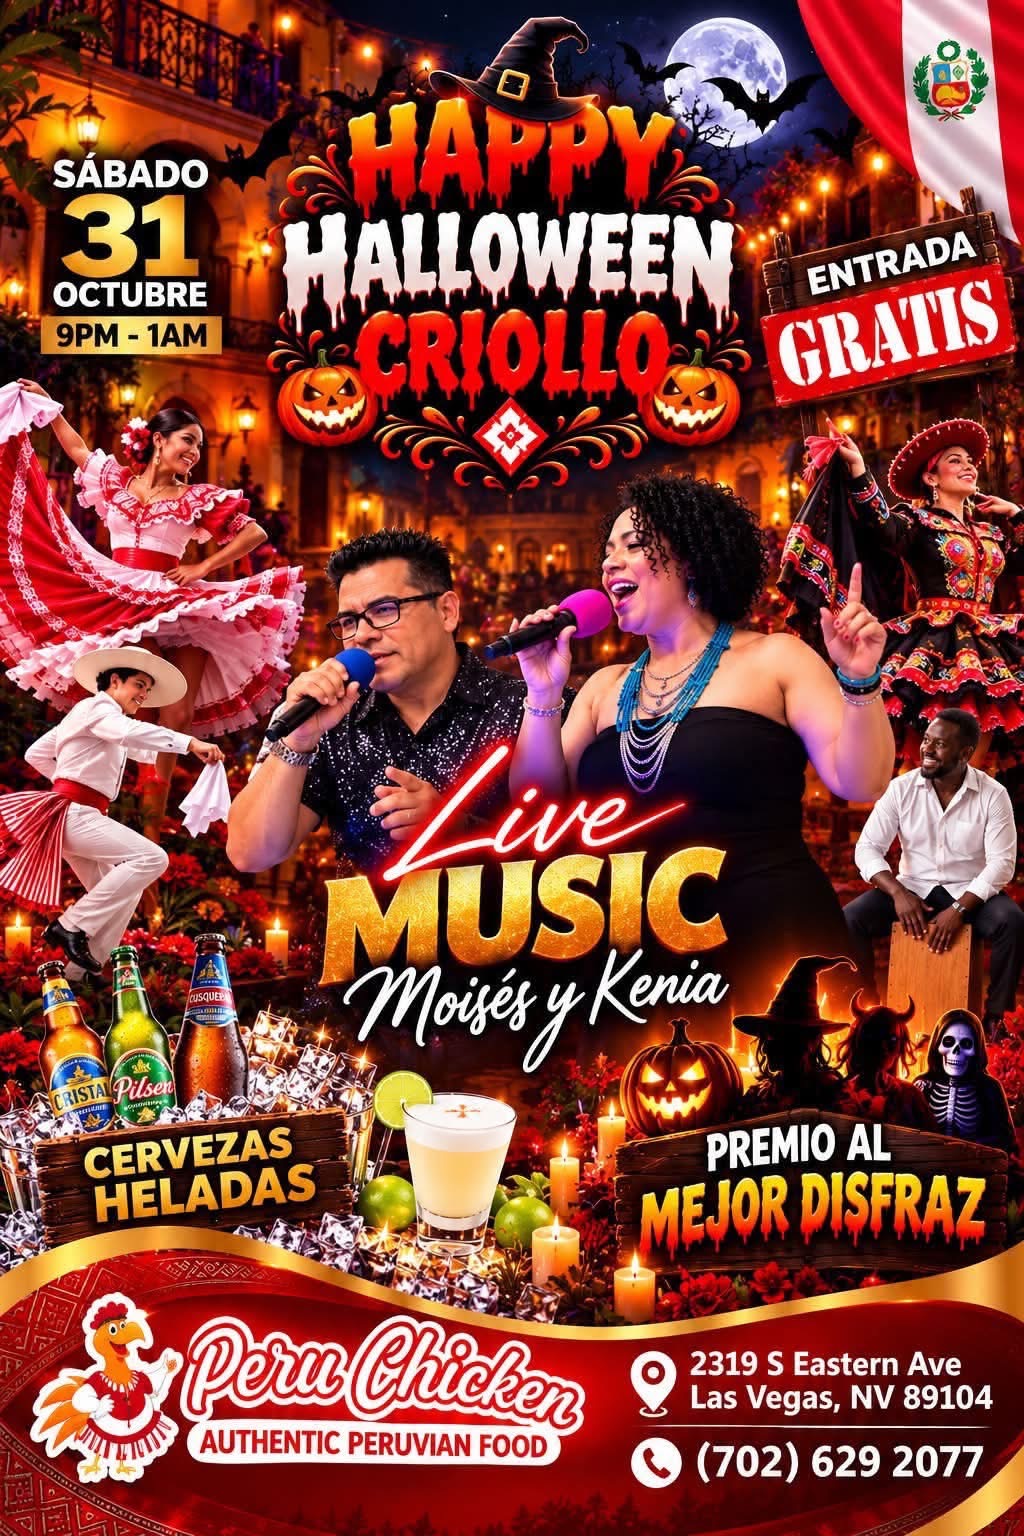 SÁBADO
31
OCTUBRE
9PM - 1AM
HAPPY
HALLOWEEN
CRIOLLO
ENTRADA
GRATIS
Live
MUSIC
Moisés y Kenia
CRISTAL
Pilsen
CUSQUEÑA
CERVEZAS
HELADAS
PREMIO AL
MEJOR DISFRAZ
Peru Chicken
AUTHENTIC PERUVIAN FOOD
2319 S Eastern Ave
Las Vegas, NV 89104
(702) 629 2077